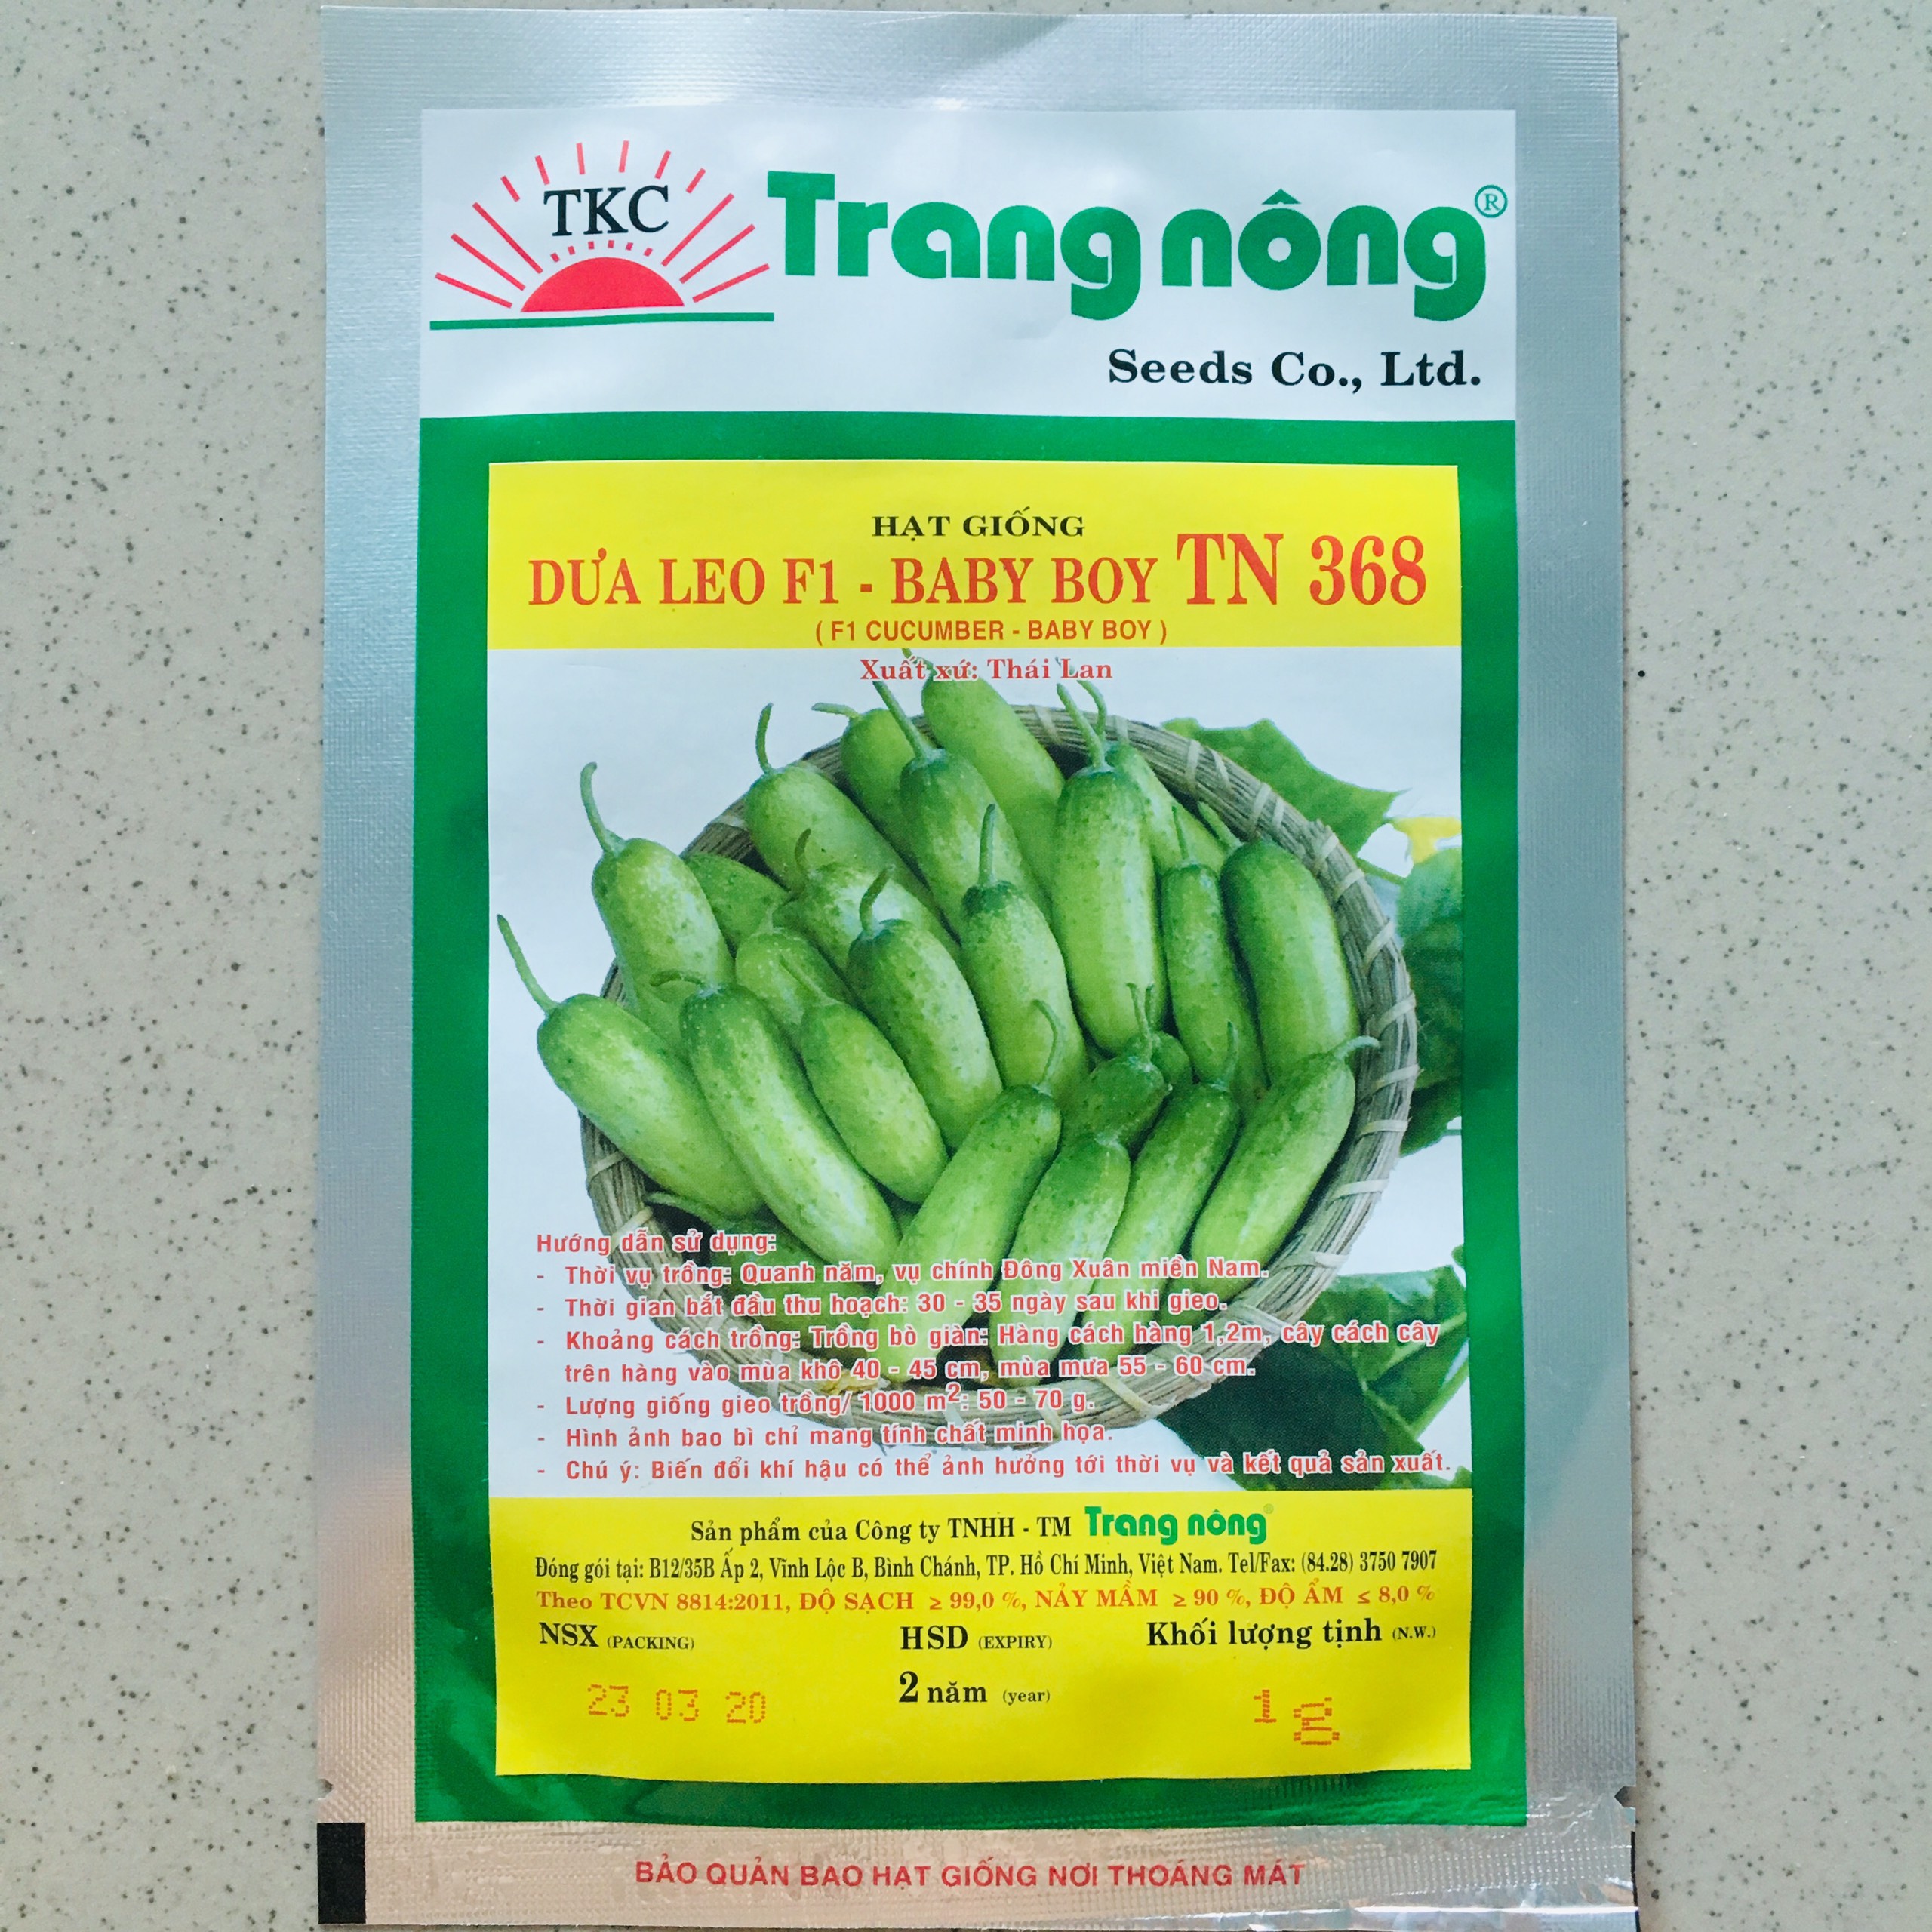 TKC
Trang nông®
Seeds Co., Ltd.
HẠT GIỐNG
DƯA LEO F1 - BABY BOY TN 368
( F1 CUCUMBER - BABY BOY )
Xuất xứ: Thái Lan
Hướng dẫn sử dụng:
- Thời vụ trồng: Quanh năm, vụ chính Đông Xuân miền Nam.
- Thời gian bắt đầu thu hoạch: 30 - 35 ngày sau khi gieo.
- Khoảng cách trồng: Trồng bò giàn: Hàng cách hàng 1,2m, cây cách cây
trên hàng vào mùa khô 40 - 45 cm, mùa mưa 55 - 60 cm.
- Lượng giống gieo trồng/ 1000 m²: 50 - 70 g.
- Hình ảnh bao bì chỉ mang tính chất minh họa.
- Chú ý: Biến đổi khí hậu có thể ảnh hưởng tới thời vụ và kết quả sản xuất.
Sản phẩm của Công ty TNHH - TM Trang nông®
Đóng gói tại: B12/35B Ấp 2, Vĩnh Lộc B, Bình Chánh, TP. Hồ Chí Minh, Việt Nam. Tel/Fax: (84.28) 3750 7907
Theo TCVN 8814:2011, ĐỘ SẠCH ≥ 99,0 %, NẢY MẦM ≥ 90 %, ĐỘ ẨM ≤ 8,0 %
NSX (PACKING) HSD (EXPIRY) Khối lượng tịnh (N.W.)
23 03 20 2 năm (year) 1g
BẢO QUẢN BAO HẠT GIỐNG NƠI THOÁNG MÁT